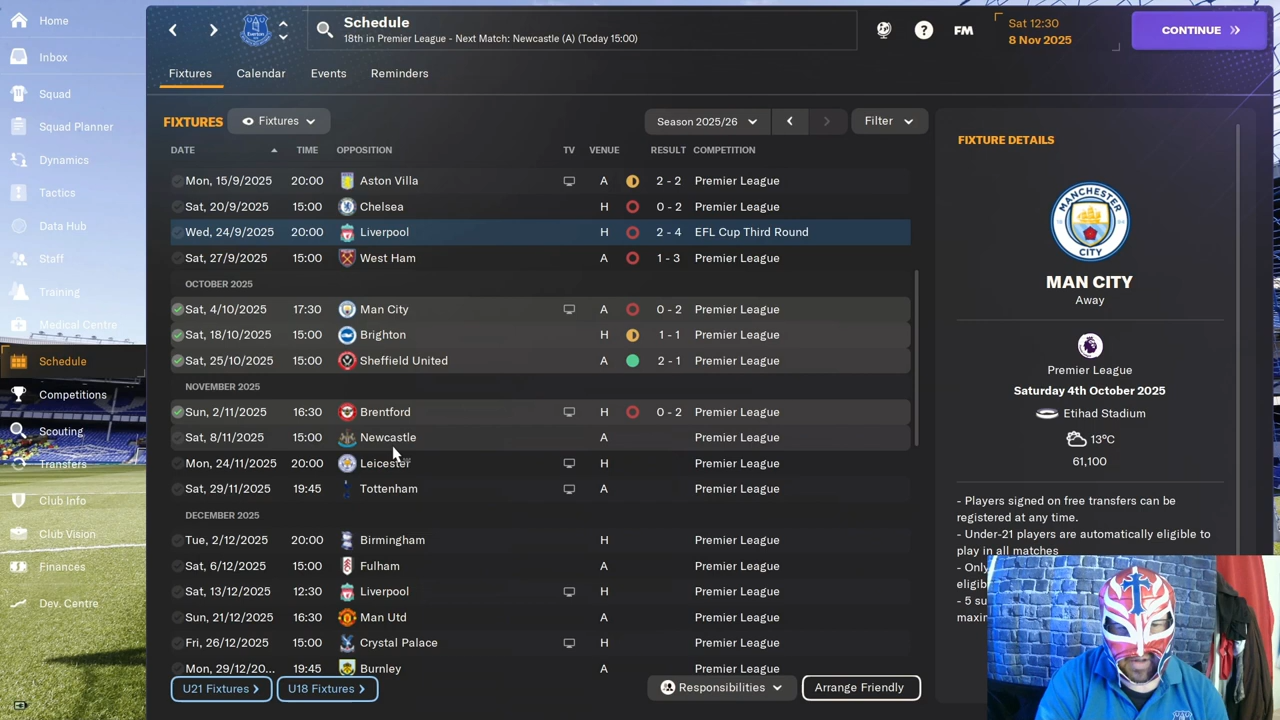 Home
Inbox
Squad
Squad Planner
Dynamics
Tactics
Data Hub
Staff
Training
Medical Centre
Schedule
Competitions
Scouting
Transfers
Club Info
Club Vision
Finances
Dev. Centre
Everton
Schedule
18th in Premier League - Next Match: Newcastle (A) (Today 15:00)
?
FM
Sat 12:30
8 Nov 2025
CONTINUE
Fixtures Calendar Events Reminders
FIXTURES Fixtures Season 2025/26 Filter
DATE TIME OPPOSITION TV VENUE RESULT COMPETITION
Mon, 15/9/2025 20:00 Aston Villa A 2 - 2 Premier League
Sat, 20/9/2025 15:00 Chelsea H 0 - 2 Premier League
Wed, 24/9/2025 20:00 Liverpool H 2 - 4 EFL Cup Third Round
Sat, 27/9/2025 15:00 West Ham A 1 - 3 Premier League
OCTOBER 2025
Sat, 4/10/2025 17:30 Man City A 0 - 2 Premier League
Sat, 18/10/2025 15:00 Brighton H 1 - 1 Premier League
Sat, 25/10/2025 15:00 Sheffield United A 2 - 1 Premier League
NOVEMBER 2025
Sun, 2/11/2025 16:30 Brentford H 0 - 2 Premier League
Sat, 8/11/2025 15:00 Newcastle A Premier League
Mon, 24/11/2025 20:00 Leicester H Premier League
Sat, 29/11/2025 19:45 Tottenham A Premier League
DECEMBER 2025
Tue, 2/12/2025 20:00 Birmingham H Premier League
Sat, 6/12/2025 15:00 Fulham A Premier League
Sat, 13/12/2025 12:30 Liverpool H Premier League
Sun, 21/12/2025 16:30 Man Utd A Premier League
Fri, 26/12/2025 15:00 Crystal Palace H Premier League
Mon, 29/12/20... 19:45 Burnley A Premier League
U21 Fixtures U18 Fixtures Responsibilities Arrange Friendly
FIXTURE DETAILS
MANCHESTER
CITY
MAN CITY
Away
Premier League
Saturday 4th October 2025
Etihad Stadium
13ºC
61,100
- Players signed on free transfers can be
registered at any time.
- Under-21 players are automatically eligible to
play in all matches
- Only
eligib
- 5 su
maxin